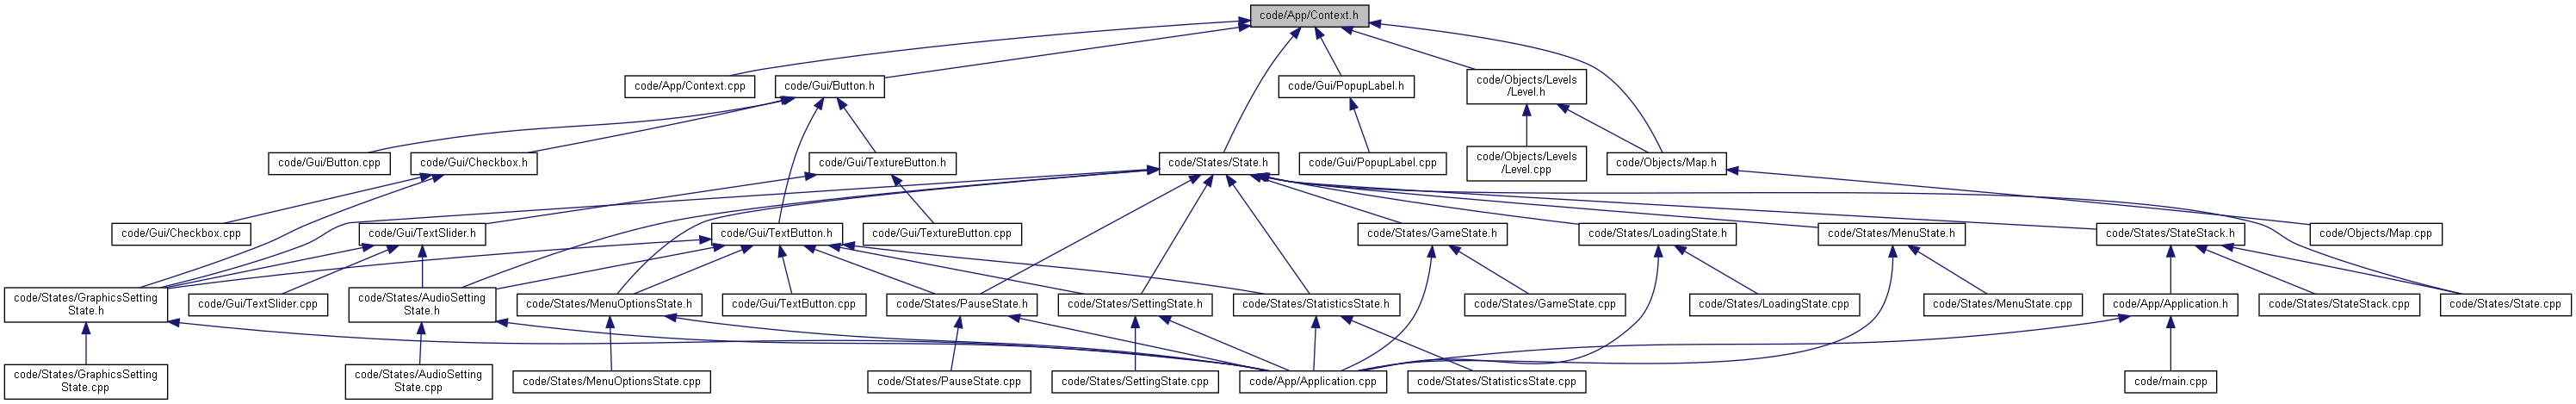 code/App/Context.h
code/App/Context.cpp
code/Gui/Button.h
code/Gui/PopupLabel.h
code/Objects/Levels
/Level.h
code/Gui/Button.cpp
code/Gui/Checkbox.h
code/Gui/TextureButton.h
code/States/State.h
code/Gui/PopupLabel.cpp
code/Objects/Levels
/Level.cpp
code/Objects/Map.h
code/Gui/Checkbox.cpp
code/Gui/TextSlider.h
code/Gui/TextButton.h
code/Gui/TextureButton.cpp
code/States/GameState.h
code/States/LoadingState.h
code/States/MenuState.h
code/States/StateStack.h
code/Objects/Map.cpp
code/States/GraphicsSetting
State.h
code/Gui/TextSlider.cpp
code/States/AudioSetting
State.h
code/States/MenuOptionsState.h
code/Gui/TextButton.cpp
code/States/PauseState.h
code/States/SettingState.h
code/States/StatisticsState.h
code/States/GameState.cpp
code/States/LoadingState.cpp
code/States/MenuState.cpp
code/App/Application.h
code/States/StateStack.cpp
code/States/State.cpp
code/States/GraphicsSetting
State.cpp
code/States/AudioSetting
State.cpp
code/States/MenuOptionsState.cpp
code/States/PauseState.cpp
code/States/SettingState.cpp
code/App/Application.cpp
code/States/StatisticsState.cpp
code/main.cpp